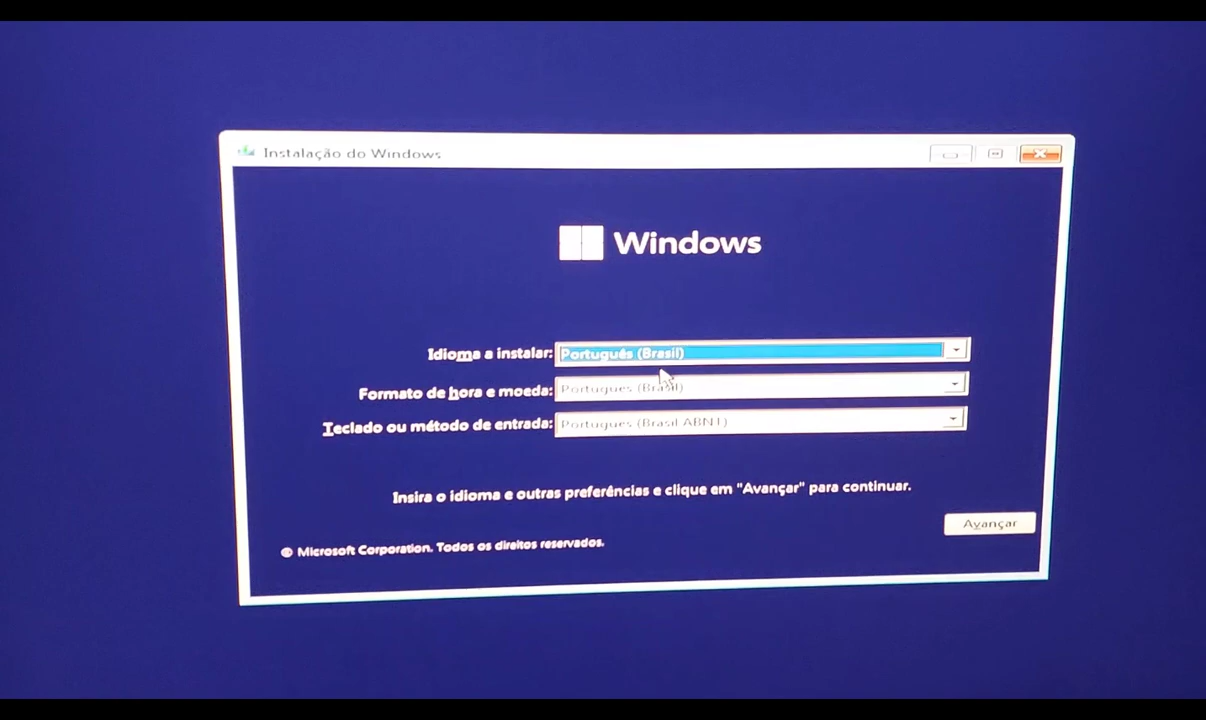 Instalação do Windows
Windows
Idioma a instalar: Português (Brasil)
Formato de hora e moeda: Português (Brasil)
Teclado ou método de entrada: Português (Brasil ABNT)
Insira o idioma e outras preferências e clique em "Avançar" para continuar.
Avançar
© Microsoft Corporation. Todos os direitos reservados.